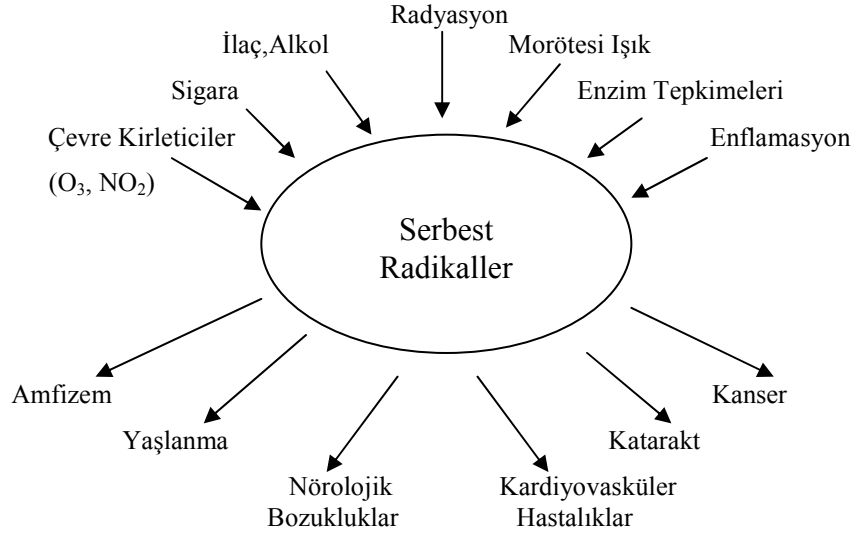 Radyasyon
İlaç,Alkol
Morötesi Işık
Sigara
Enzim Tepkimeleri
Çevre Kirleticiler
(O₃, NO₂)
Enflamasyon
Serbest
Radikaller
Amfizem
Yaşlanma
Nörolojik
Bozukluklar
Kardiyovasküler
Hastalıklar
Katarakt
Kanser